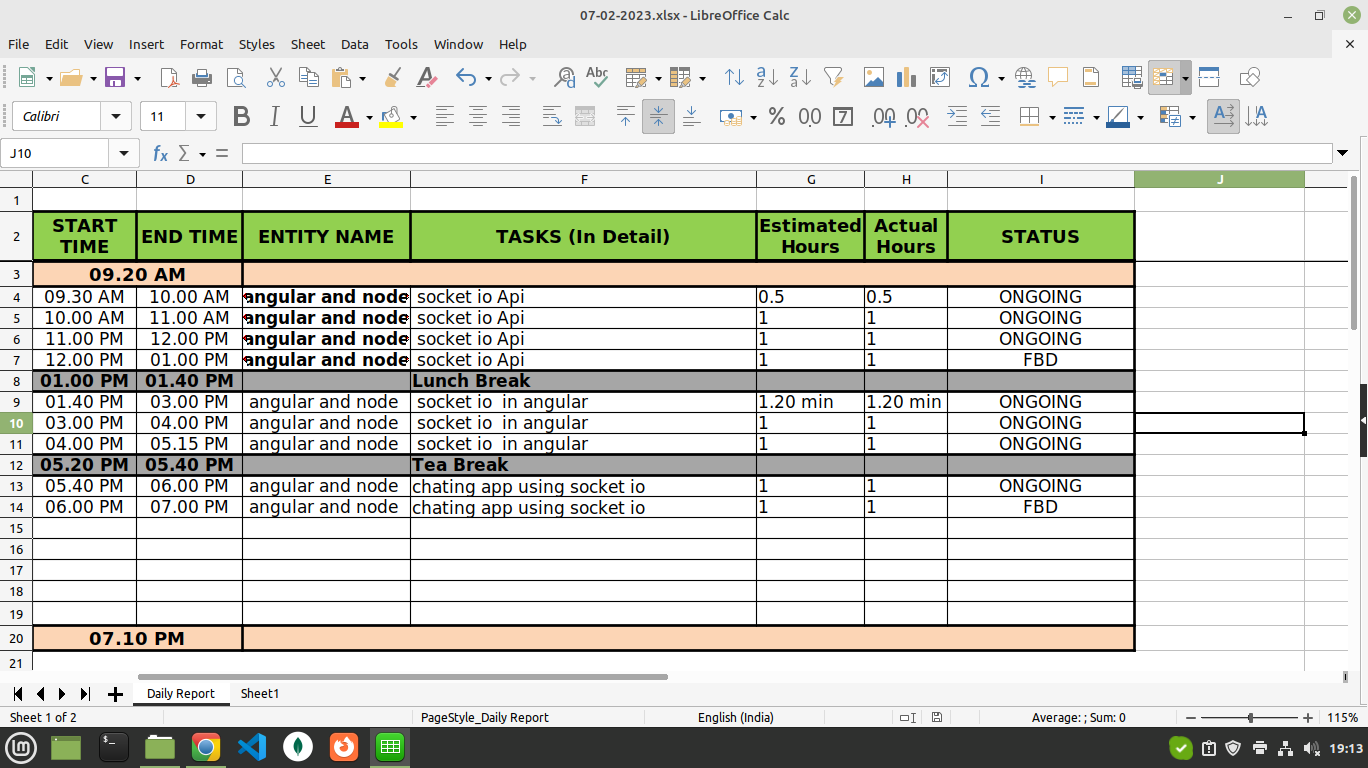 07-02-2023.xlsx - LibreOffice Calc
File Edit View Insert Format Styles Sheet Data Tools Window Help
Calibri 11
J10
C D E F G H I J
1
2 START TIME END TIME ENTITY NAME TASKS (In Detail) Estimated Hours Actual Hours STATUS
3 09.20 AM
4 09.30 AM 10.00 AM angular and node socket io Api 0.5 0.5 ONGOING
5 10.00 AM 11.00 AM angular and node socket io Api 1 1 ONGOING
6 11.00 PM 12.00 PM angular and node socket io Api 1 1 ONGOING
7 12.00 PM 01.00 PM angular and node socket io Api 1 1 FBD
8 01.00 PM 01.40 PM Lunch Break
9 01.40 PM 03.00 PM angular and node socket io  in angular 1.20 min 1.20 min ONGOING
10 03.00 PM 04.00 PM angular and node socket io  in angular 1 1 ONGOING
11 04.00 PM 05.15 PM angular and node socket io  in angular 1 1 ONGOING
12 05.20 PM 05.40 PM Tea Break
13 05.40 PM 06.00 PM angular and node chating app using socket io 1 1 ONGOING
14 06.00 PM 07.00 PM angular and node chating app using socket io 1 1 FBD
15
16
17
18
19
20 07.10 PM
21
Daily Report Sheet1
Sheet 1 of 2 PageStyle_Daily Report English (India) Average: ; Sum: 0 115%
19:13